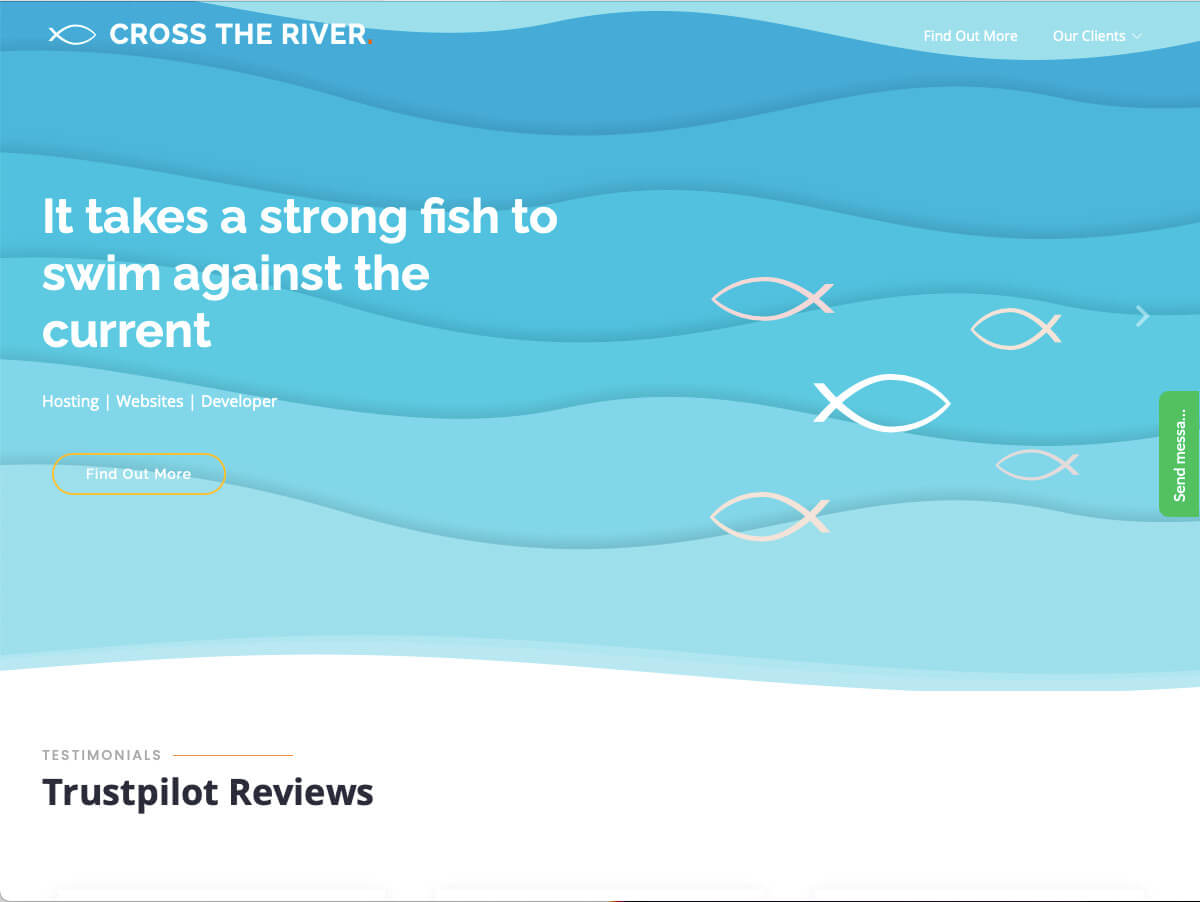 CROSS THE RIVER.
Find Out More
Our Clients
It takes a strong fish to
swim against the
current
Hosting | Websites | Developer
Find Out More
Send messa...
TESTIMONIALS
Trustpilot Reviews